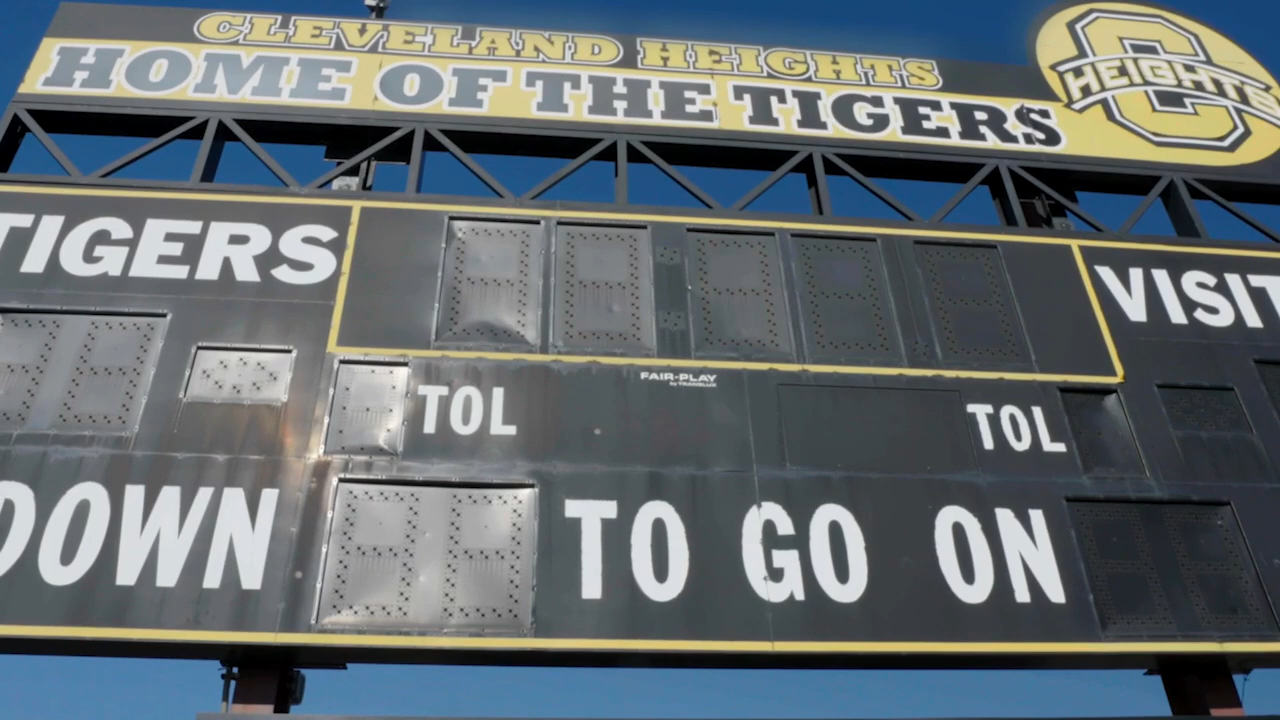 CLEVELAND HEIGHTS
HOME OF THE TIGERS
C
HEIGHTS
TIGERS
VISIT
FAIR-PLAY
by TRANS-LUX
TOL
TOL
DOWN
TO GO ON